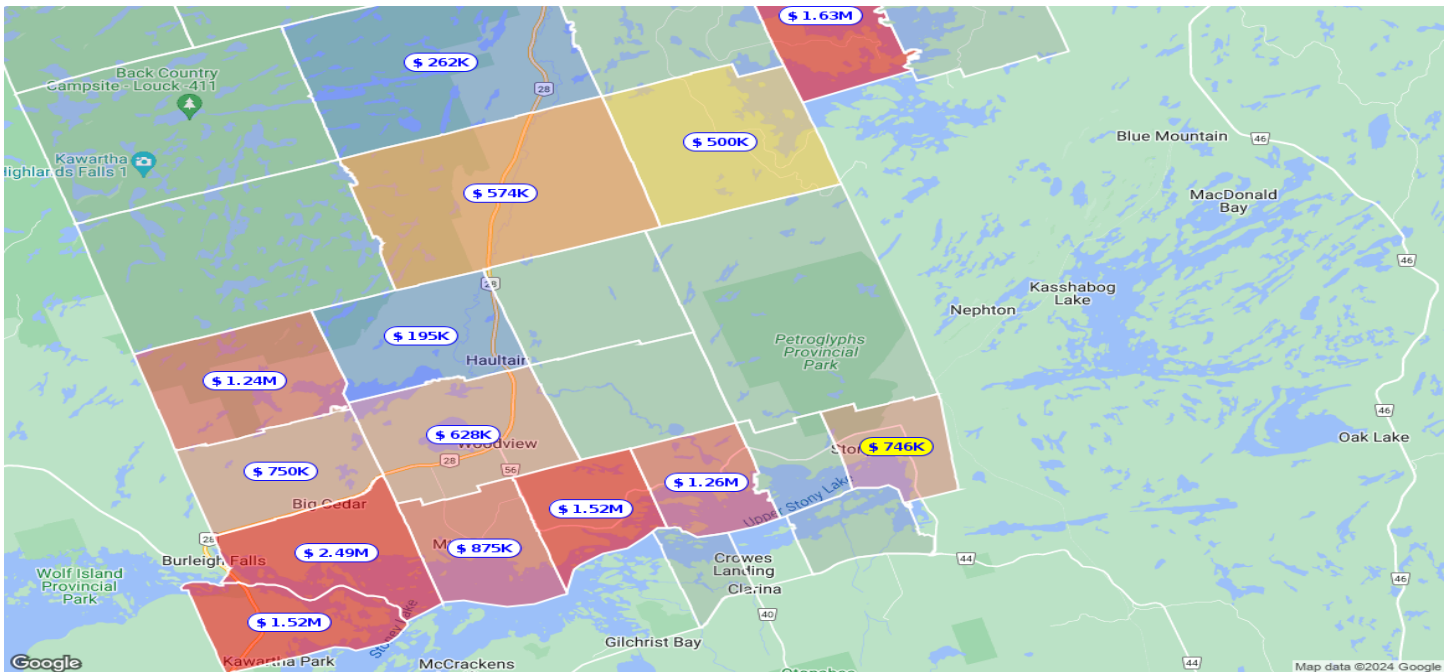 $ 1.63M
$ 262K
Back Country
Campsite - Louck -411
28
Blue Mountain
46
$ 500K
Kawartha
Highlands Falls 1
$ 574K
MacDonald
Bay
46
28
Kasshabog
Lake
Nephton
$ 195K
Petroglyphs
Provincial
Park
Haultain
$ 1.24M
46
$ 628K
Woodview
Oak Lake
$ 746K
28
56
$ 750K
$ 1.26M
Upper Stony Lake
Big Cedar
$ 1.52M
28
Burleigh Falls
$ 2.49M
$ 875K
Crowes
Landing
44
Wolf Island
Provincial
Park
Clarina
46
$ 1.52M
Stoney Lake
40
Gilchrist Bay
Kawartha Park
McCrackens
44
Google
Map data ©2024 Google